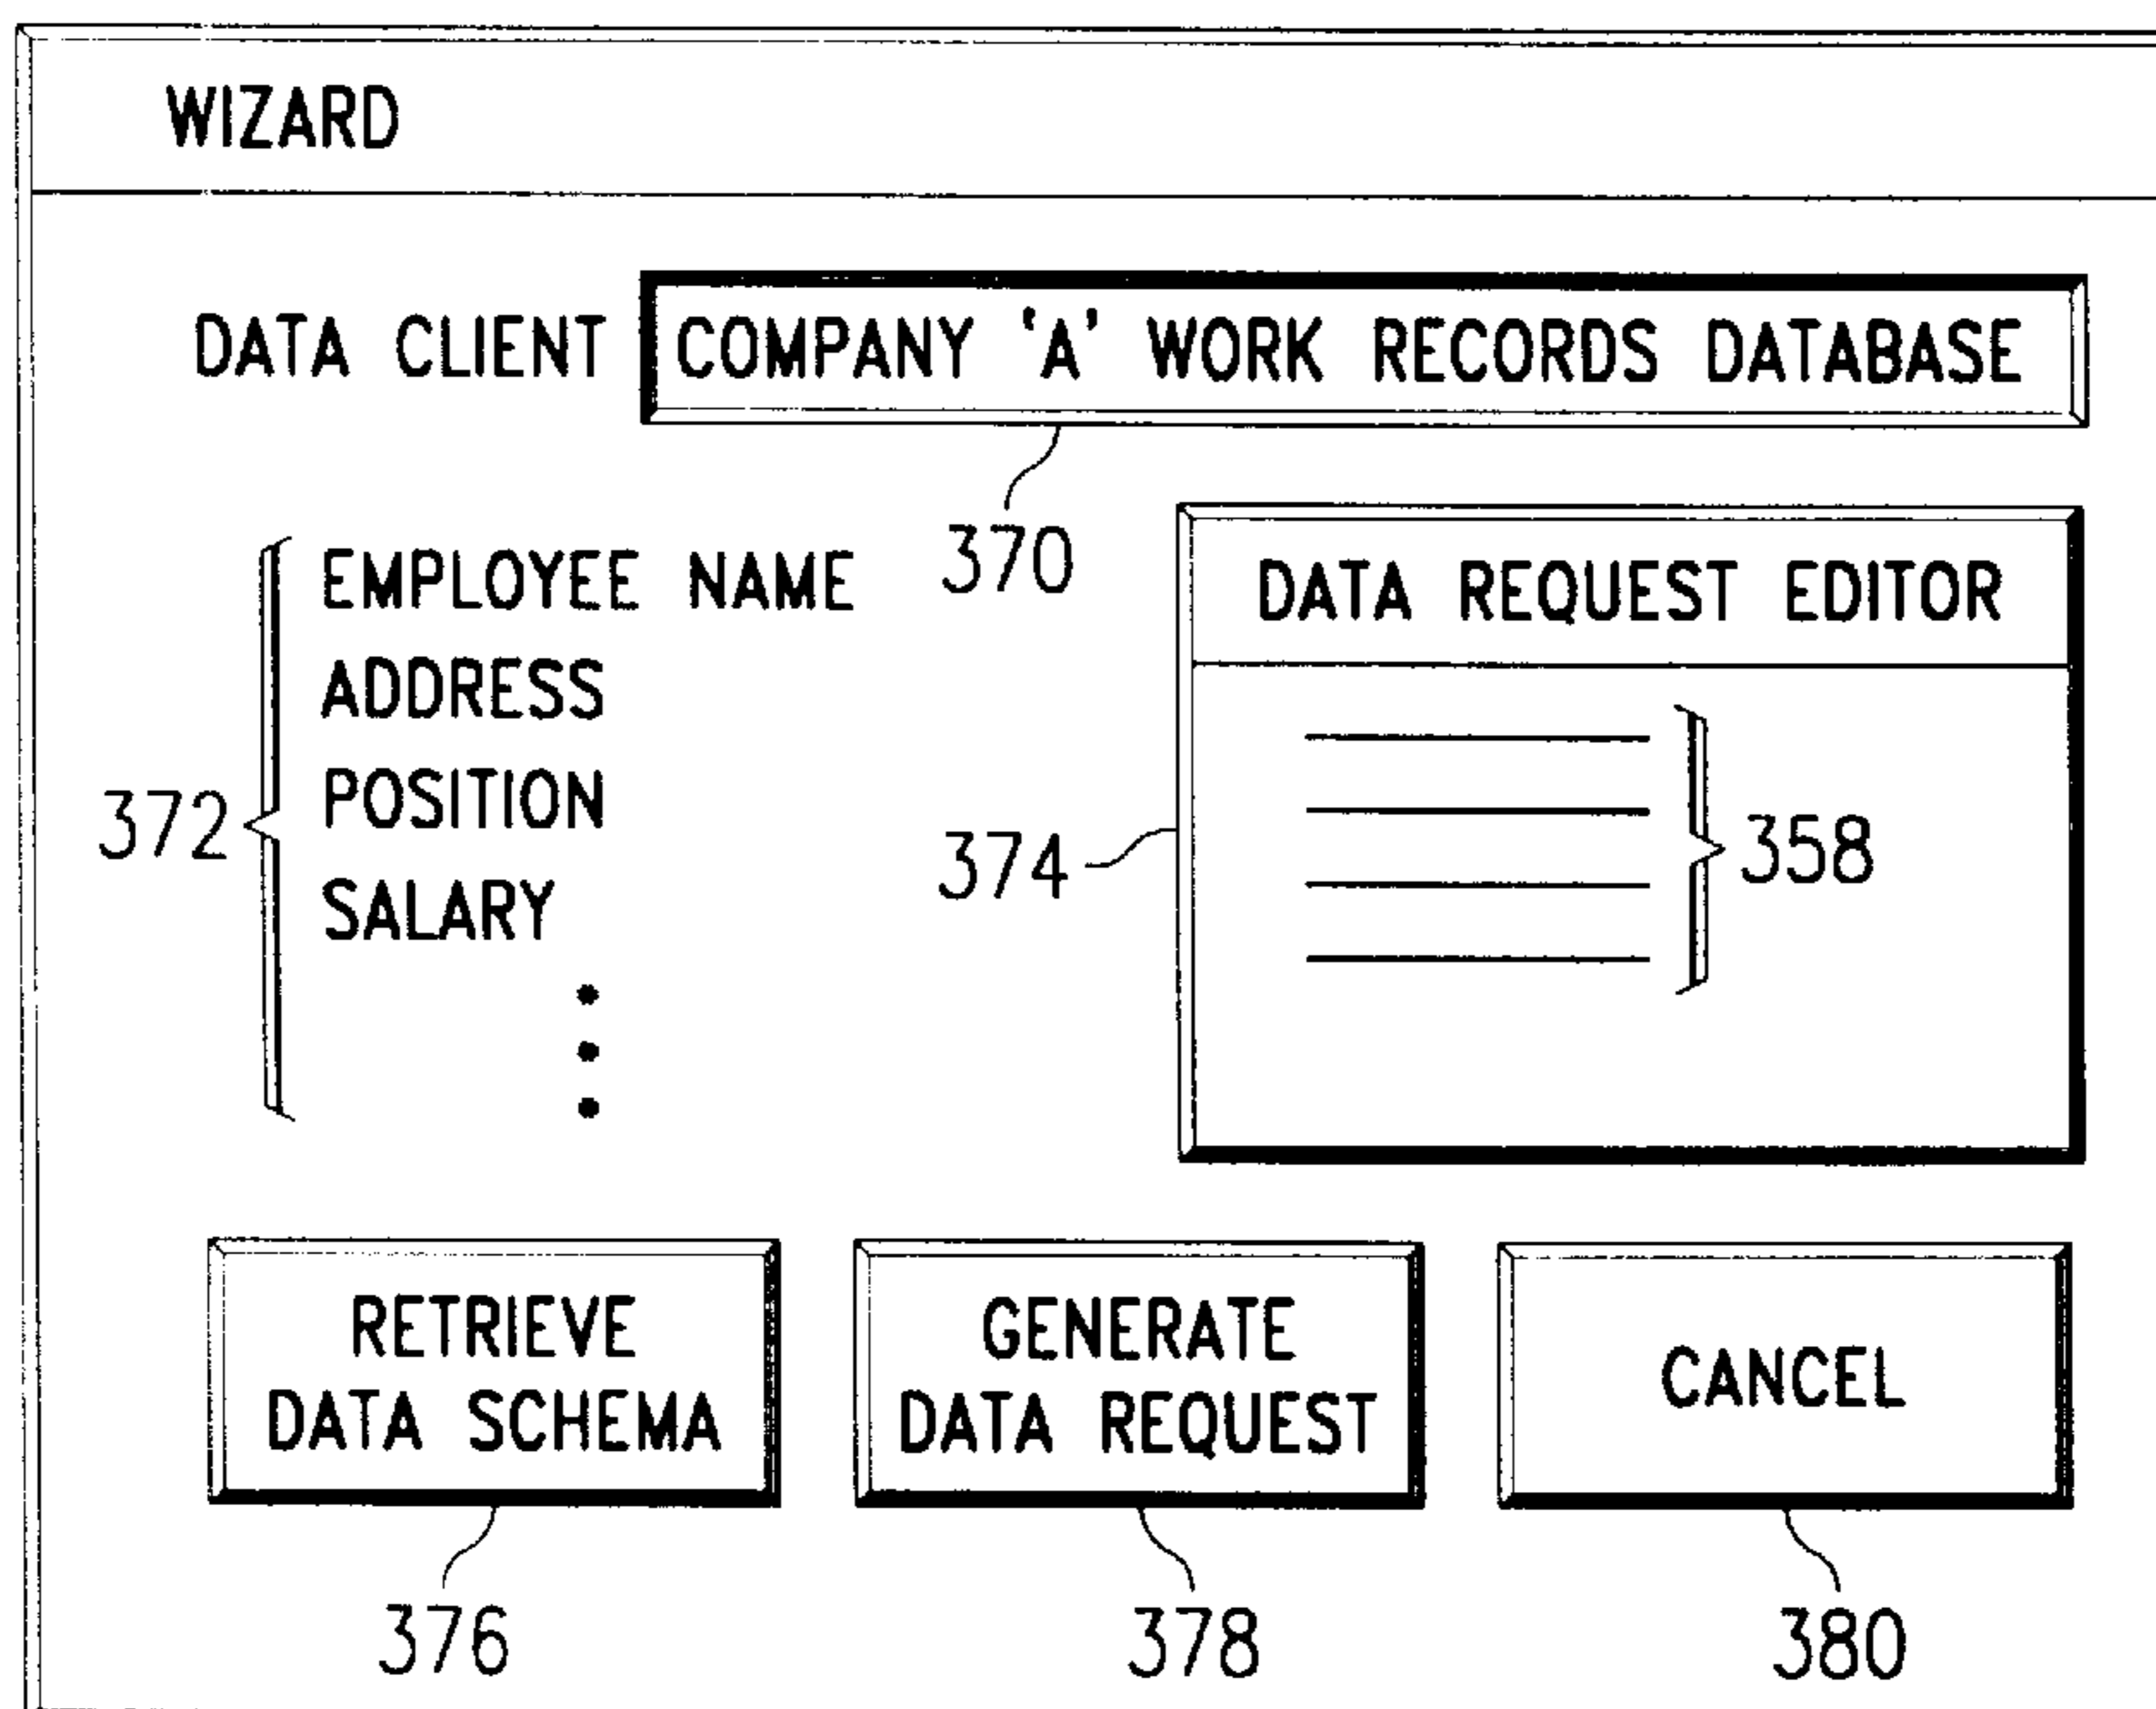 WIZARD
DATA CLIENT COMPANY 'A' WORK RECORDS DATABASE
370
372
EMPLOYEE NAME
ADDRESS
POSITION
SALARY
374
DATA REQUEST EDITOR
358
RETRIEVE
DATA SCHEMA
376
GENERATE
DATA REQUEST
378
CANCEL
380